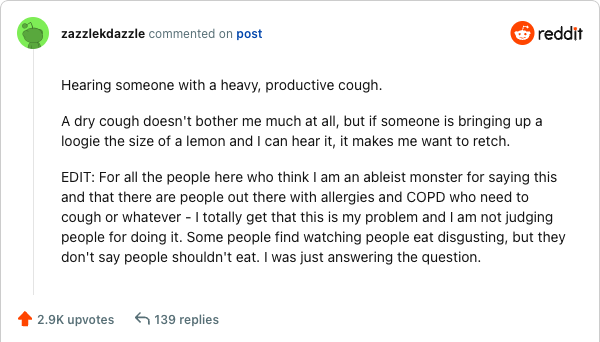 zazzlekdazzle commented on post
reddit
Hearing someone with a heavy, productive cough.
A dry cough doesn't bother me much at all, but if someone is bringing up a
loogie the size of a lemon and I can hear it, it makes me want to retch.
EDIT: For all the people here who think I am an ableist monster for saying this
and that there are people out there with allergies and COPD who need to
cough or whatever - I totally get that this is my problem and I am not judging
people for doing it. Some people find watching people eat disgusting, but they
don't say people shouldn't eat. I was just answering the question.
2.9K upvotes
139 replies